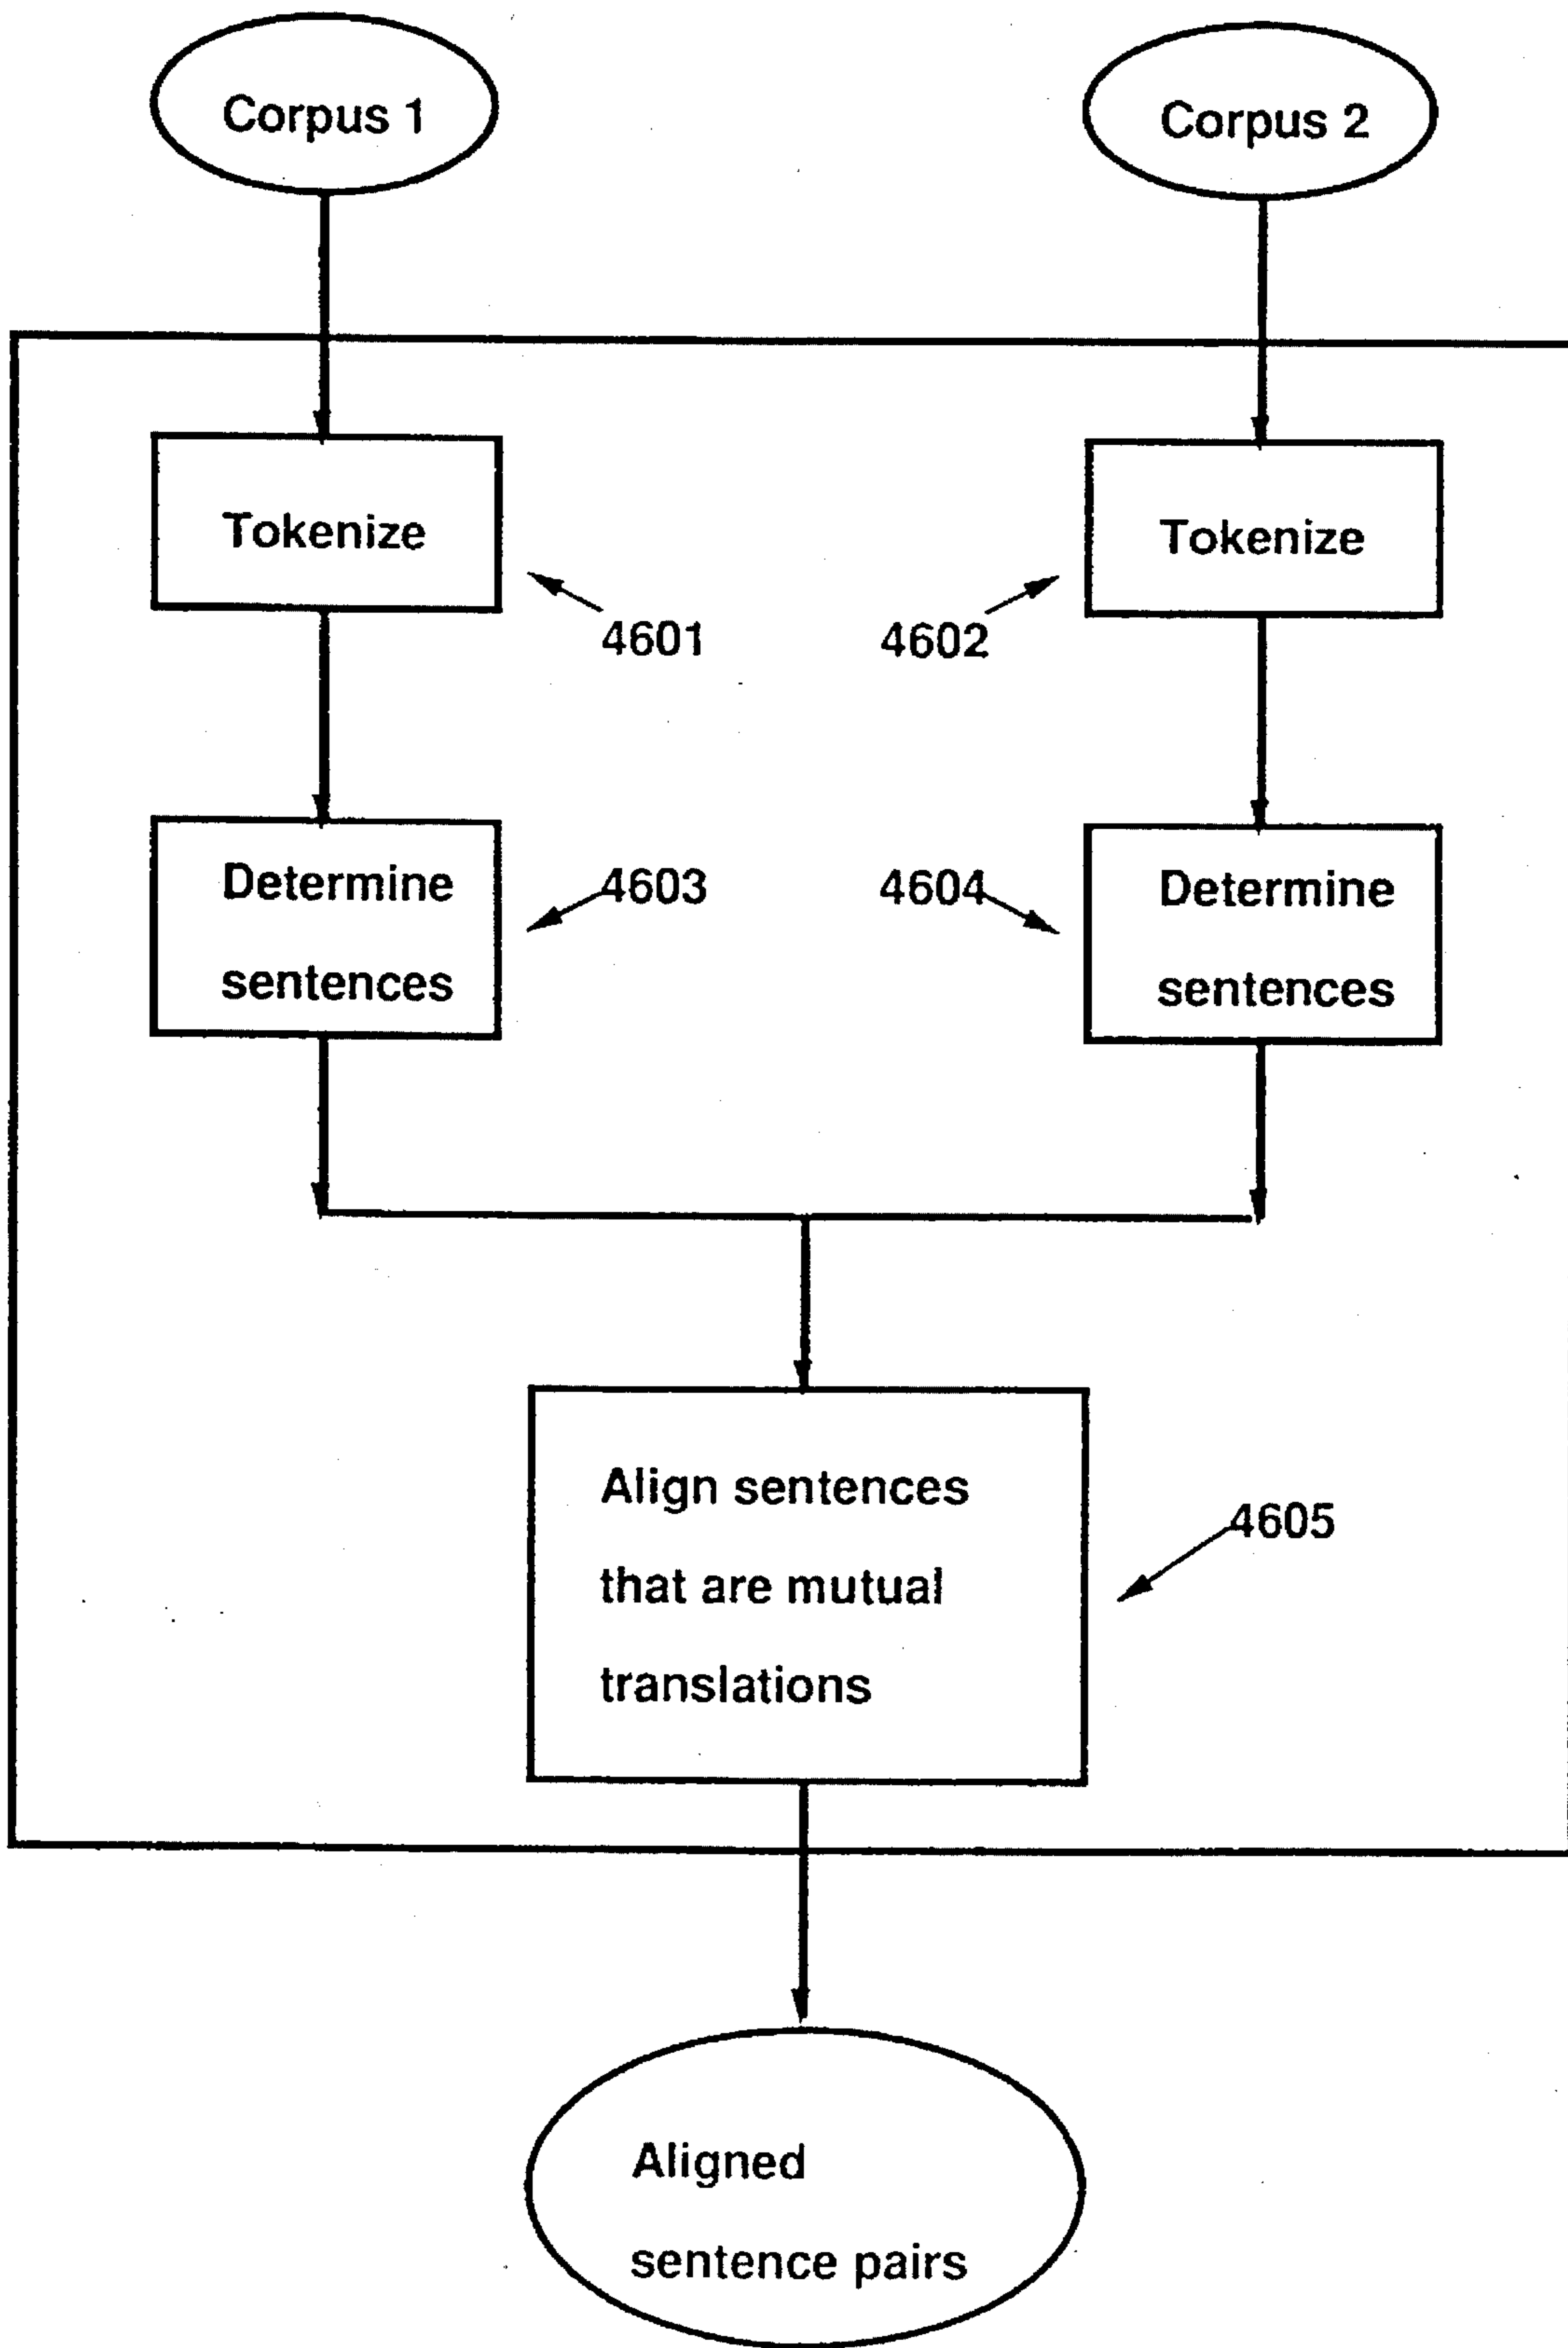 Corpus 1
Corpus 2
Tokenize
Tokenize
4601
4602
Determine
sentences
4603
4604
Determine
sentences
Align sentences
that are mutual
translations
4605
Aligned
sentence pairs